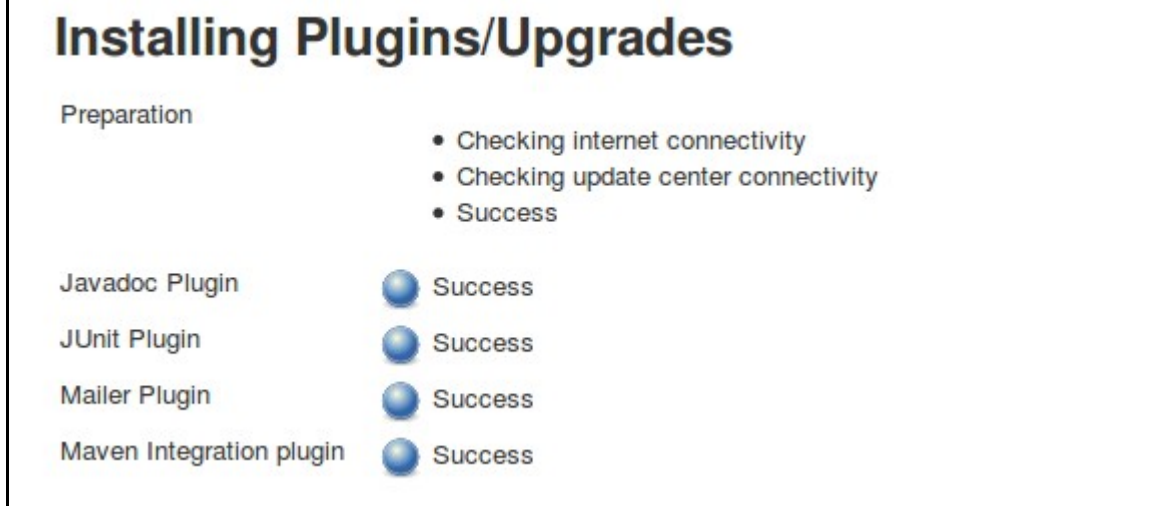 Installing Plugins/Upgrades
Preparation
• Checking internet connectivity
• Checking update center connectivity
• Success
Javadoc Plugin Success
JUnit Plugin Success
Mailer Plugin Success
Maven Integration plugin Success